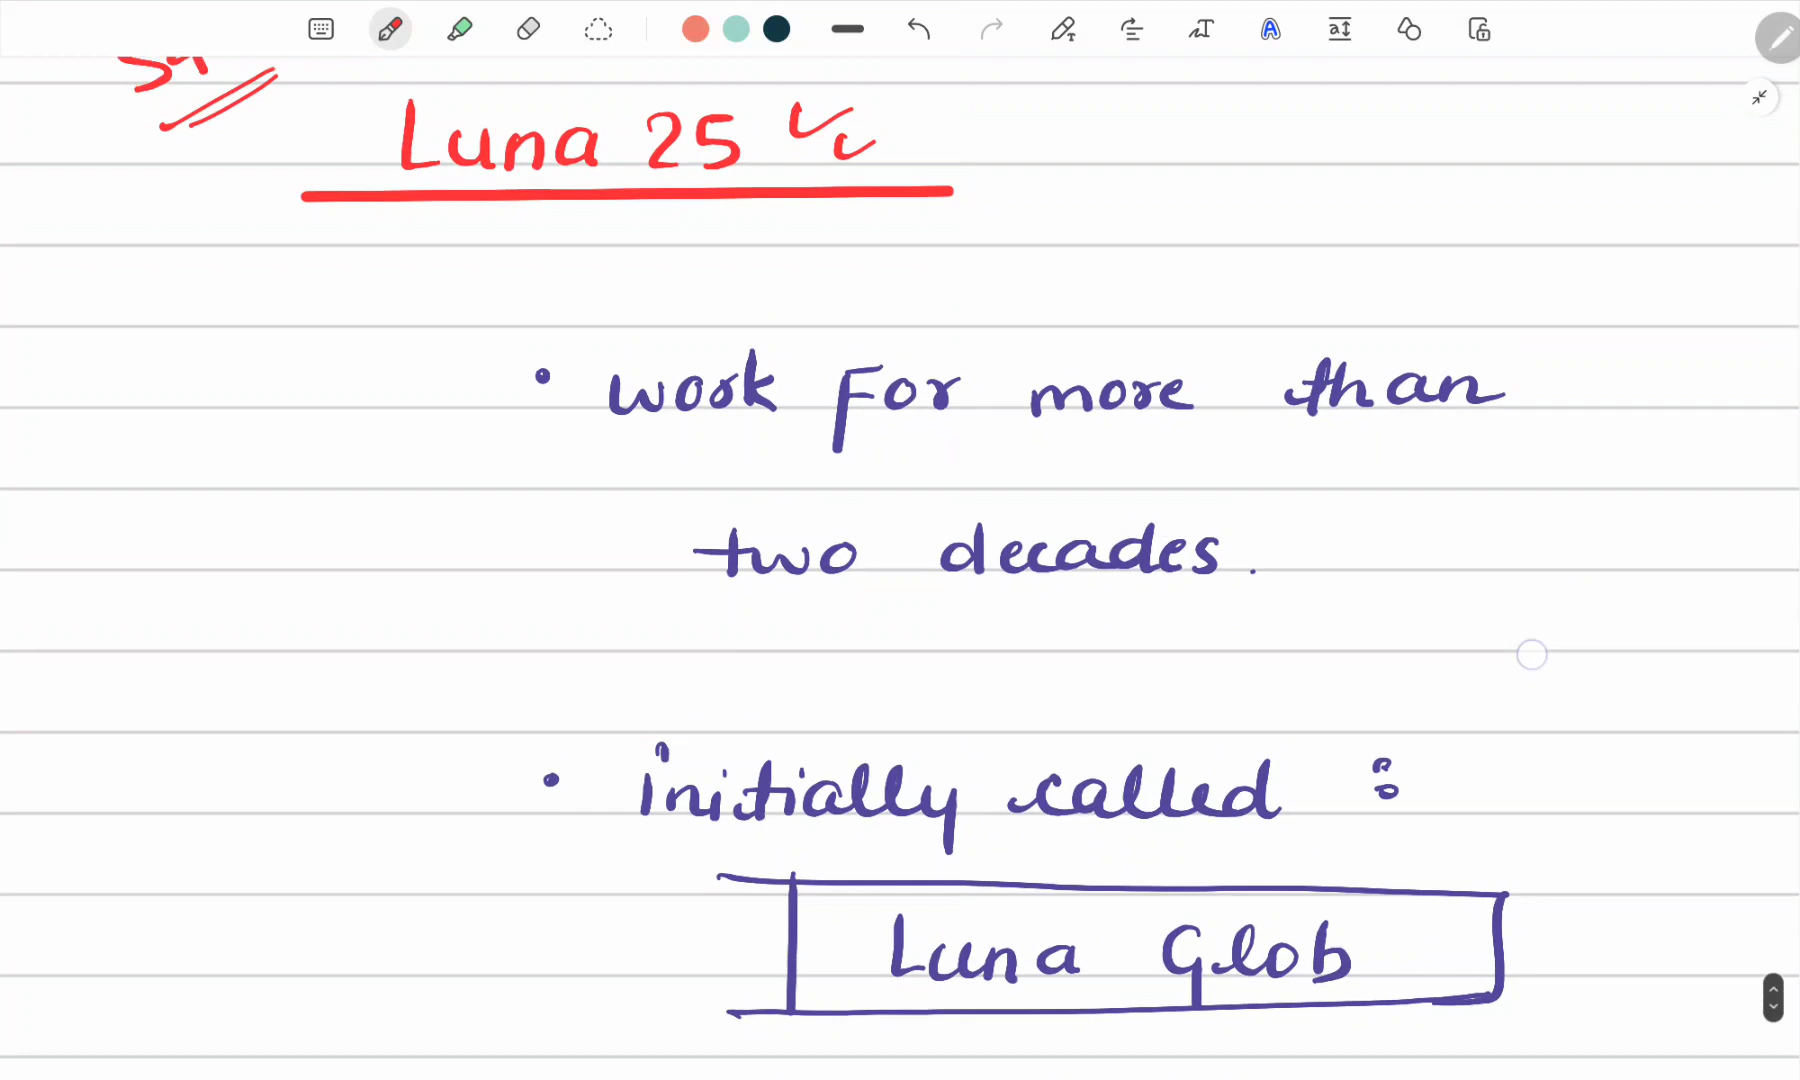 Luna 25
• work For more than
two decades.
• initially called :
Luna Glob